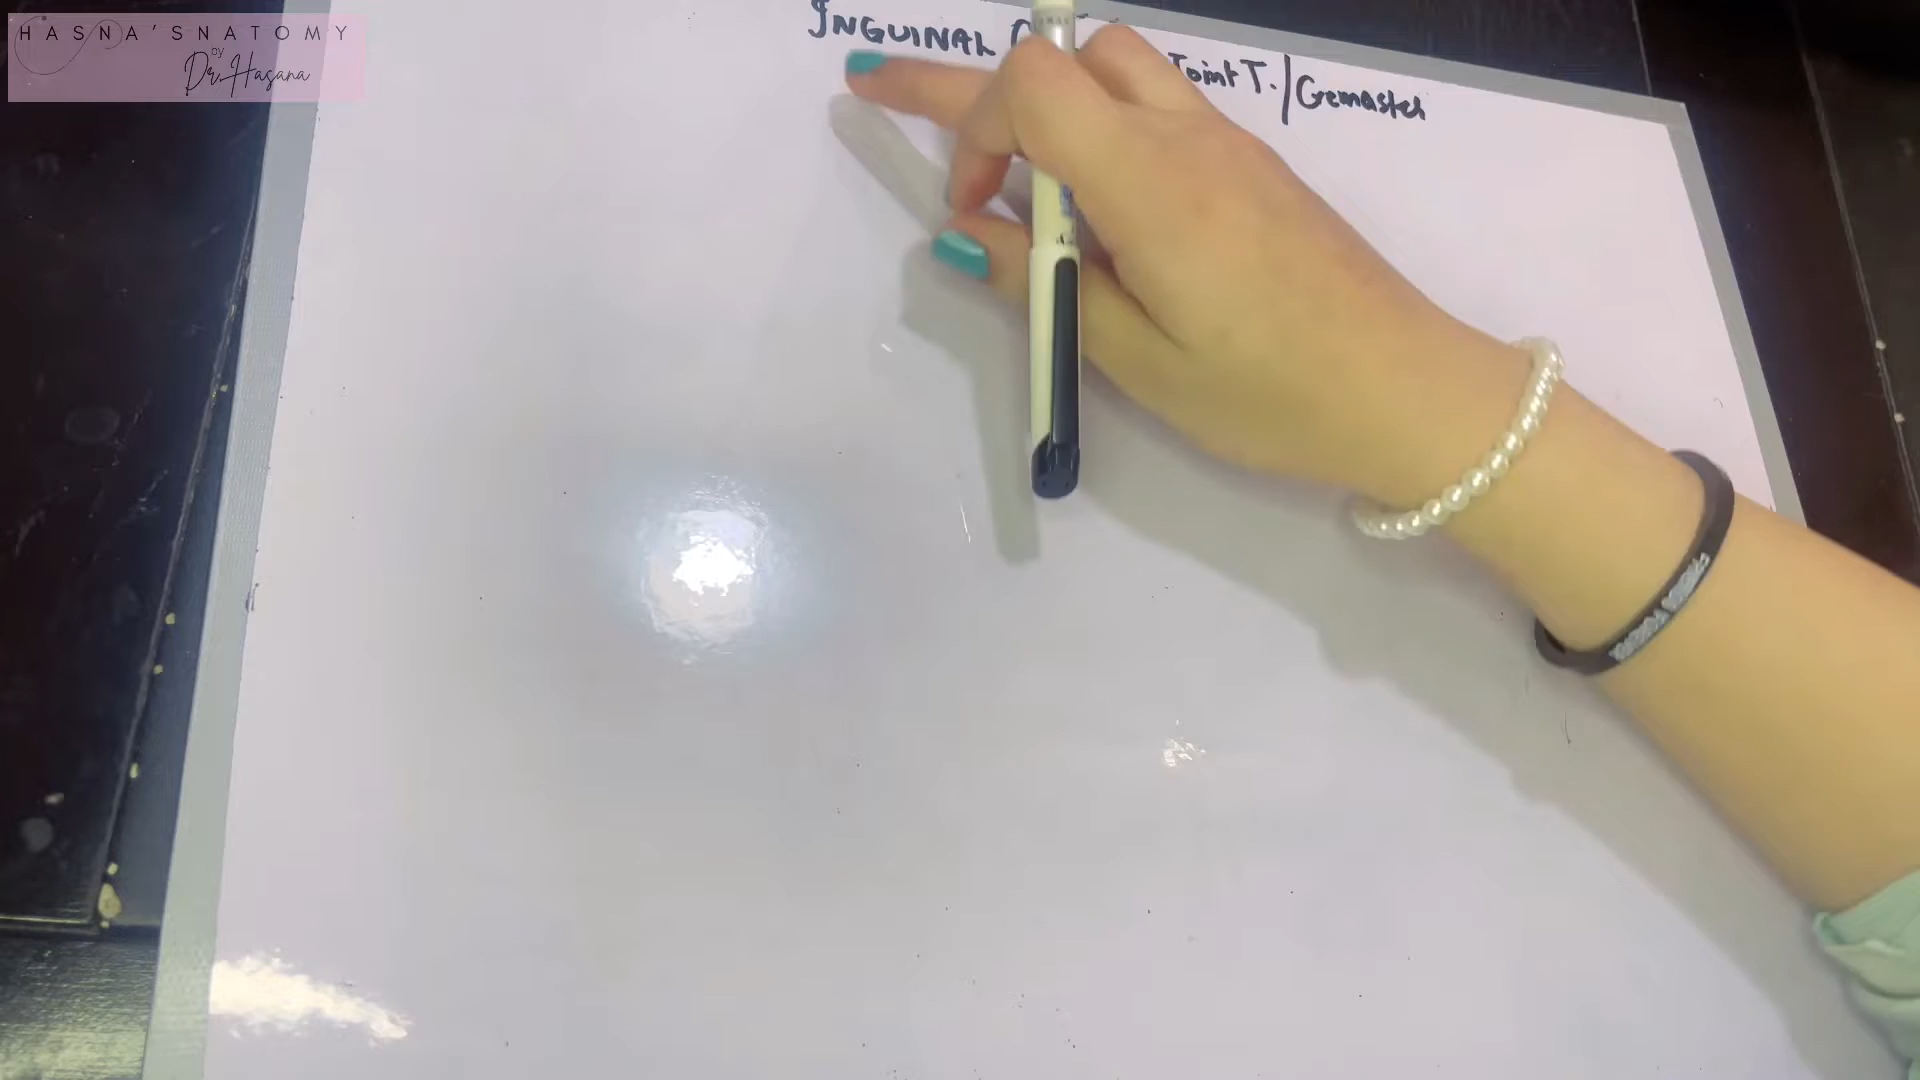 HASNA'SNATOMY
by
Dr. Hasana
INGUINAL
Joint T. / Cremaster